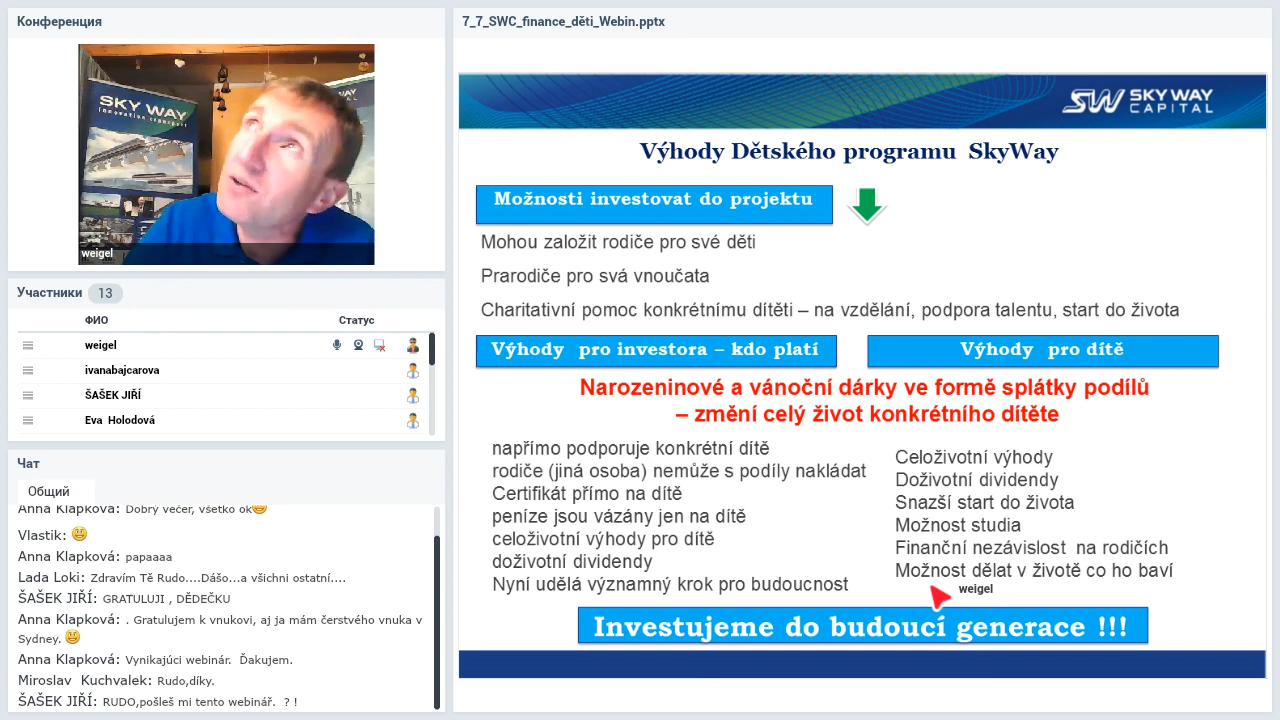 Конференция
SKY WAY
innovation transport
WAY
weigel
Участники 13
ФИО Статус
weigel
ivanabajcarova
ŠAŠEK JIŘÍ
Eva Holodová
Чат
Общий
Anna Klapková: Dobrý večer, všetko ok
Vlastik:
Anna Klapková: papaaaa
Lada Loki: Zdravím Tě Rudo....Dášo...a všichni ostatní....
ŠAŠEK JIŘÍ: GRATULUJI , DĚDEČKU
Anna Klapková: . Gratulujem k vnukovi, aj ja mám čerstvého vnuka v
Sydney.
Anna Klapková: Vynikajúci webinár. Ďakujem.
Miroslav Kuchvalek: Rudo,díky.
ŠAŠEK JIŘÍ: RUDO,pošleš mi tento webinář. ? !
7_7_SWC_finance_děti_Webin.pptx
SW SKY WAY
CAPITAL
Výhody Dětského programu SkyWay
Možnosti investovat do projektu
Mohou založit rodiče pro své děti
Prarodiče pro svá vnoučata
Charitativní pomoc konkrétnímu dítěti – na vzdělání, podpora talentu, start do života
Výhody pro investora – kdo platí
Výhody pro dítě
Narozeninové a vánoční dárky ve formě splátky podílů
– změní celý život konkrétního dítěte
napřímo podporuje konkrétní dítě
rodiče (jiná osoba) nemůže s podíly nakládat
Certifikát přímo na dítě
peníze jsou vázány jen na dítě
celoživotní výhody pro dítě
doživotní dividendy
Nyní udělá významný krok pro budoucnost
Celoživotní výhody
Doživotní dividendy
Snazší start do života
Možnost studia
Finanční nezávislost na rodičích
Možnost dělat v životě co ho baví
weigel
Investujeme do budoucí generace !!!